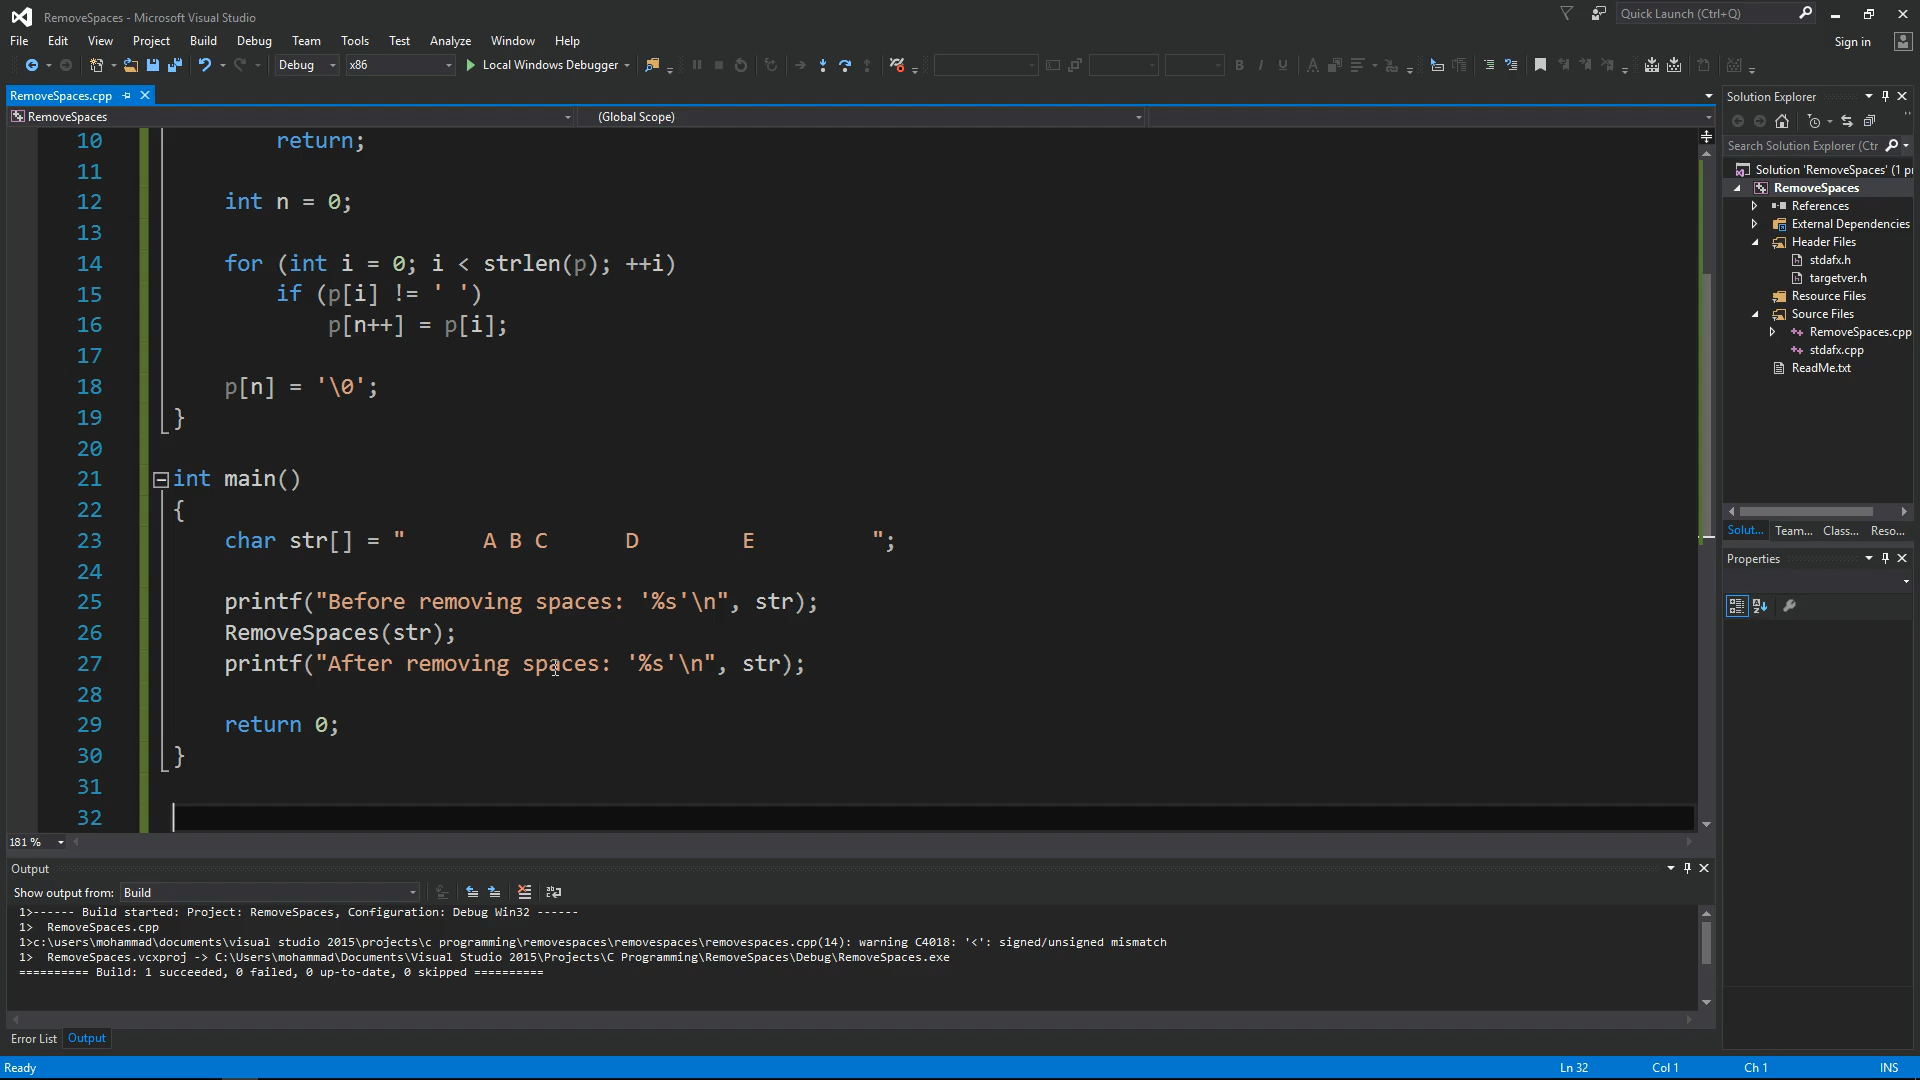 RemoveSpaces - Microsoft Visual Studio
Quick Launch (Ctrl+Q)
File Edit View Project Build Debug Team Tools Test Analyze Window Help
Sign in
Debug x86 Local Windows Debugger
RemoveSpaces.cpp
RemoveSpaces (Global Scope)
10 return;
11
12 int n = 0;
13
14 for (int i = 0; i < strlen(p); ++i)
15 if (p[i] != ' ')
16 p[n++] = p[i];
17
18 p[n] = '\0';
19 }
20
21 int main()
22 {
23 char str[] = "      A B C      D        E         ";
24
25 printf("Before removing spaces: '%s'\n", str);
26 RemoveSpaces(str);
27 printf("After removing spaces: '%s'\n", str);
28
29 return 0;
30 }
31
32
181 %
Output
Show output from: Build
1>------ Build started: Project: RemoveSpaces, Configuration: Debug Win32 ------
1>  RemoveSpaces.cpp
1>c:\users\mohammad\documents\visual studio 2015\projects\c programming\removespaces\removespaces\removespaces.cpp(14): warning C4018: '<': signed/unsigned mismatch
1>  RemoveSpaces.vcxproj -> C:\Users\mohammad\Documents\Visual Studio 2015\Projects\C Programming\RemoveSpaces\Debug\RemoveSpaces.exe
========== Build: 1 succeeded, 0 failed, 0 up-to-date, 0 skipped ==========
Error List Output
Solution Explorer
Search Solution Explorer (Ctr
Solution 'RemoveSpaces' (1 pr
RemoveSpaces
References
External Dependencies
Header Files
stdafx.h
targetver.h
Resource Files
Source Files
RemoveSpaces.cpp
stdafx.cpp
ReadMe.txt
Solut... Team... Class... Reso...
Properties
Ready Ln 32 Col 1 Ch 1 INS